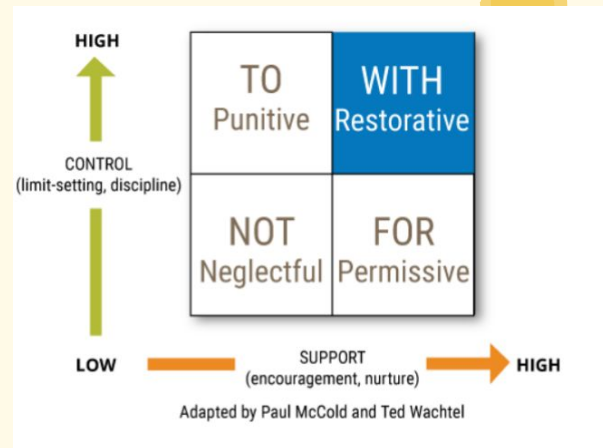 HIGH
TO
Punitive
WITH
Restorative
CONTROL
(limit-setting, discipline)
NOT
Neglectful
FOR
Permissive
LOW
SUPPORT
(encouragement, nurture)
HIGH
Adapted by Paul McCold and Ted Wachtel